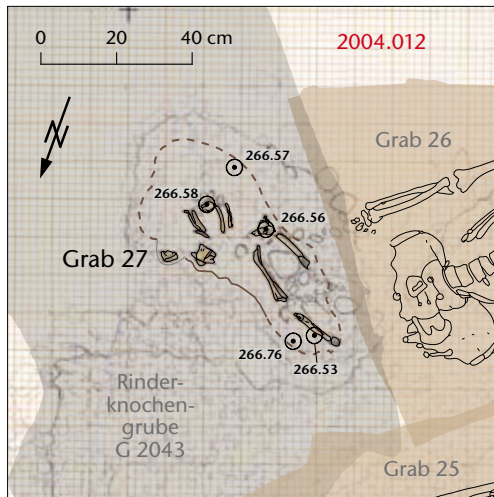 0 20 40 cm
2004.012
N
Grab 26
266.57
266.58
266.56
Grab 27
266.76
266.53
Rinder-
knochen-
grube
G 2043
Grab 25